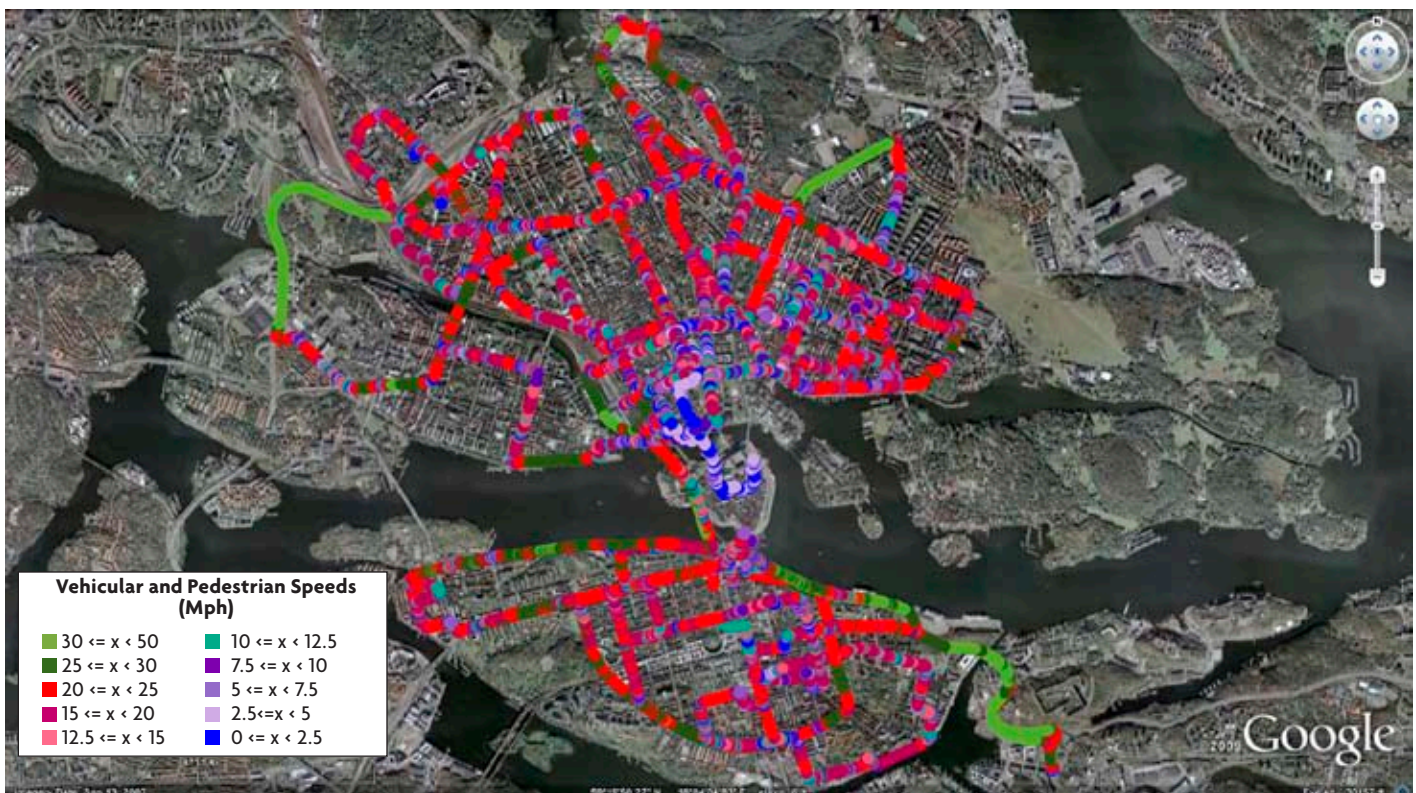 N
Vehicular and Pedestrian Speeds
(Mph)
30 <= x < 50
25 <= x < 30
20 <= x < 25
15 <= x < 20
12.5 <= x < 15
10 <= x < 12.5
7.5 <= x < 10
5 <= x < 7.5
2.5<=x < 5
0 <= x < 2.5
2009 Google